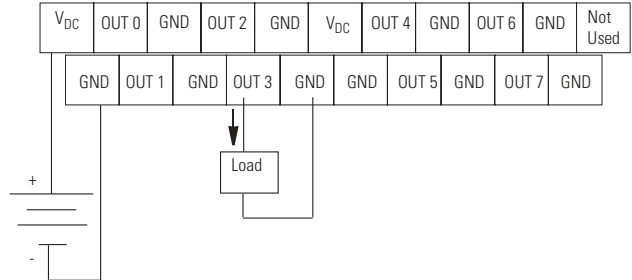 VDC OUT 0 GND OUT 2 GND VDC OUT 4 GND OUT 6 GND Not Used
GND OUT 1 GND OUT 3 GND GND OUT 5 GND OUT 7 GND
Load
+
-